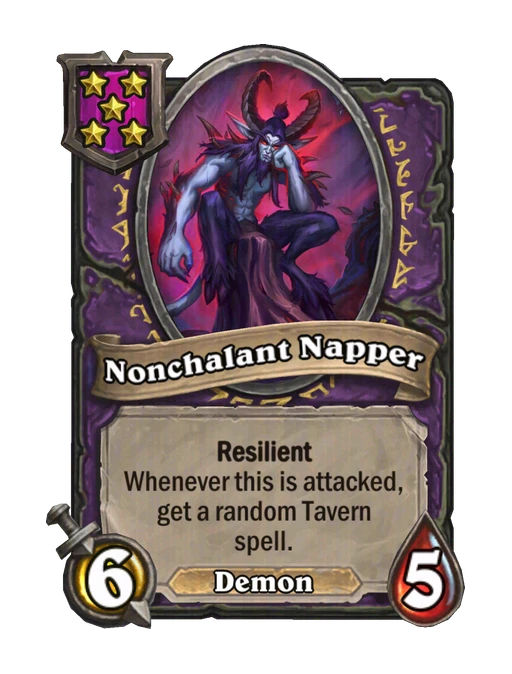 Nonchalant Napper
Resilient
Whenever this is attacked,
get a random Tavern
spell.
6
Demon
5